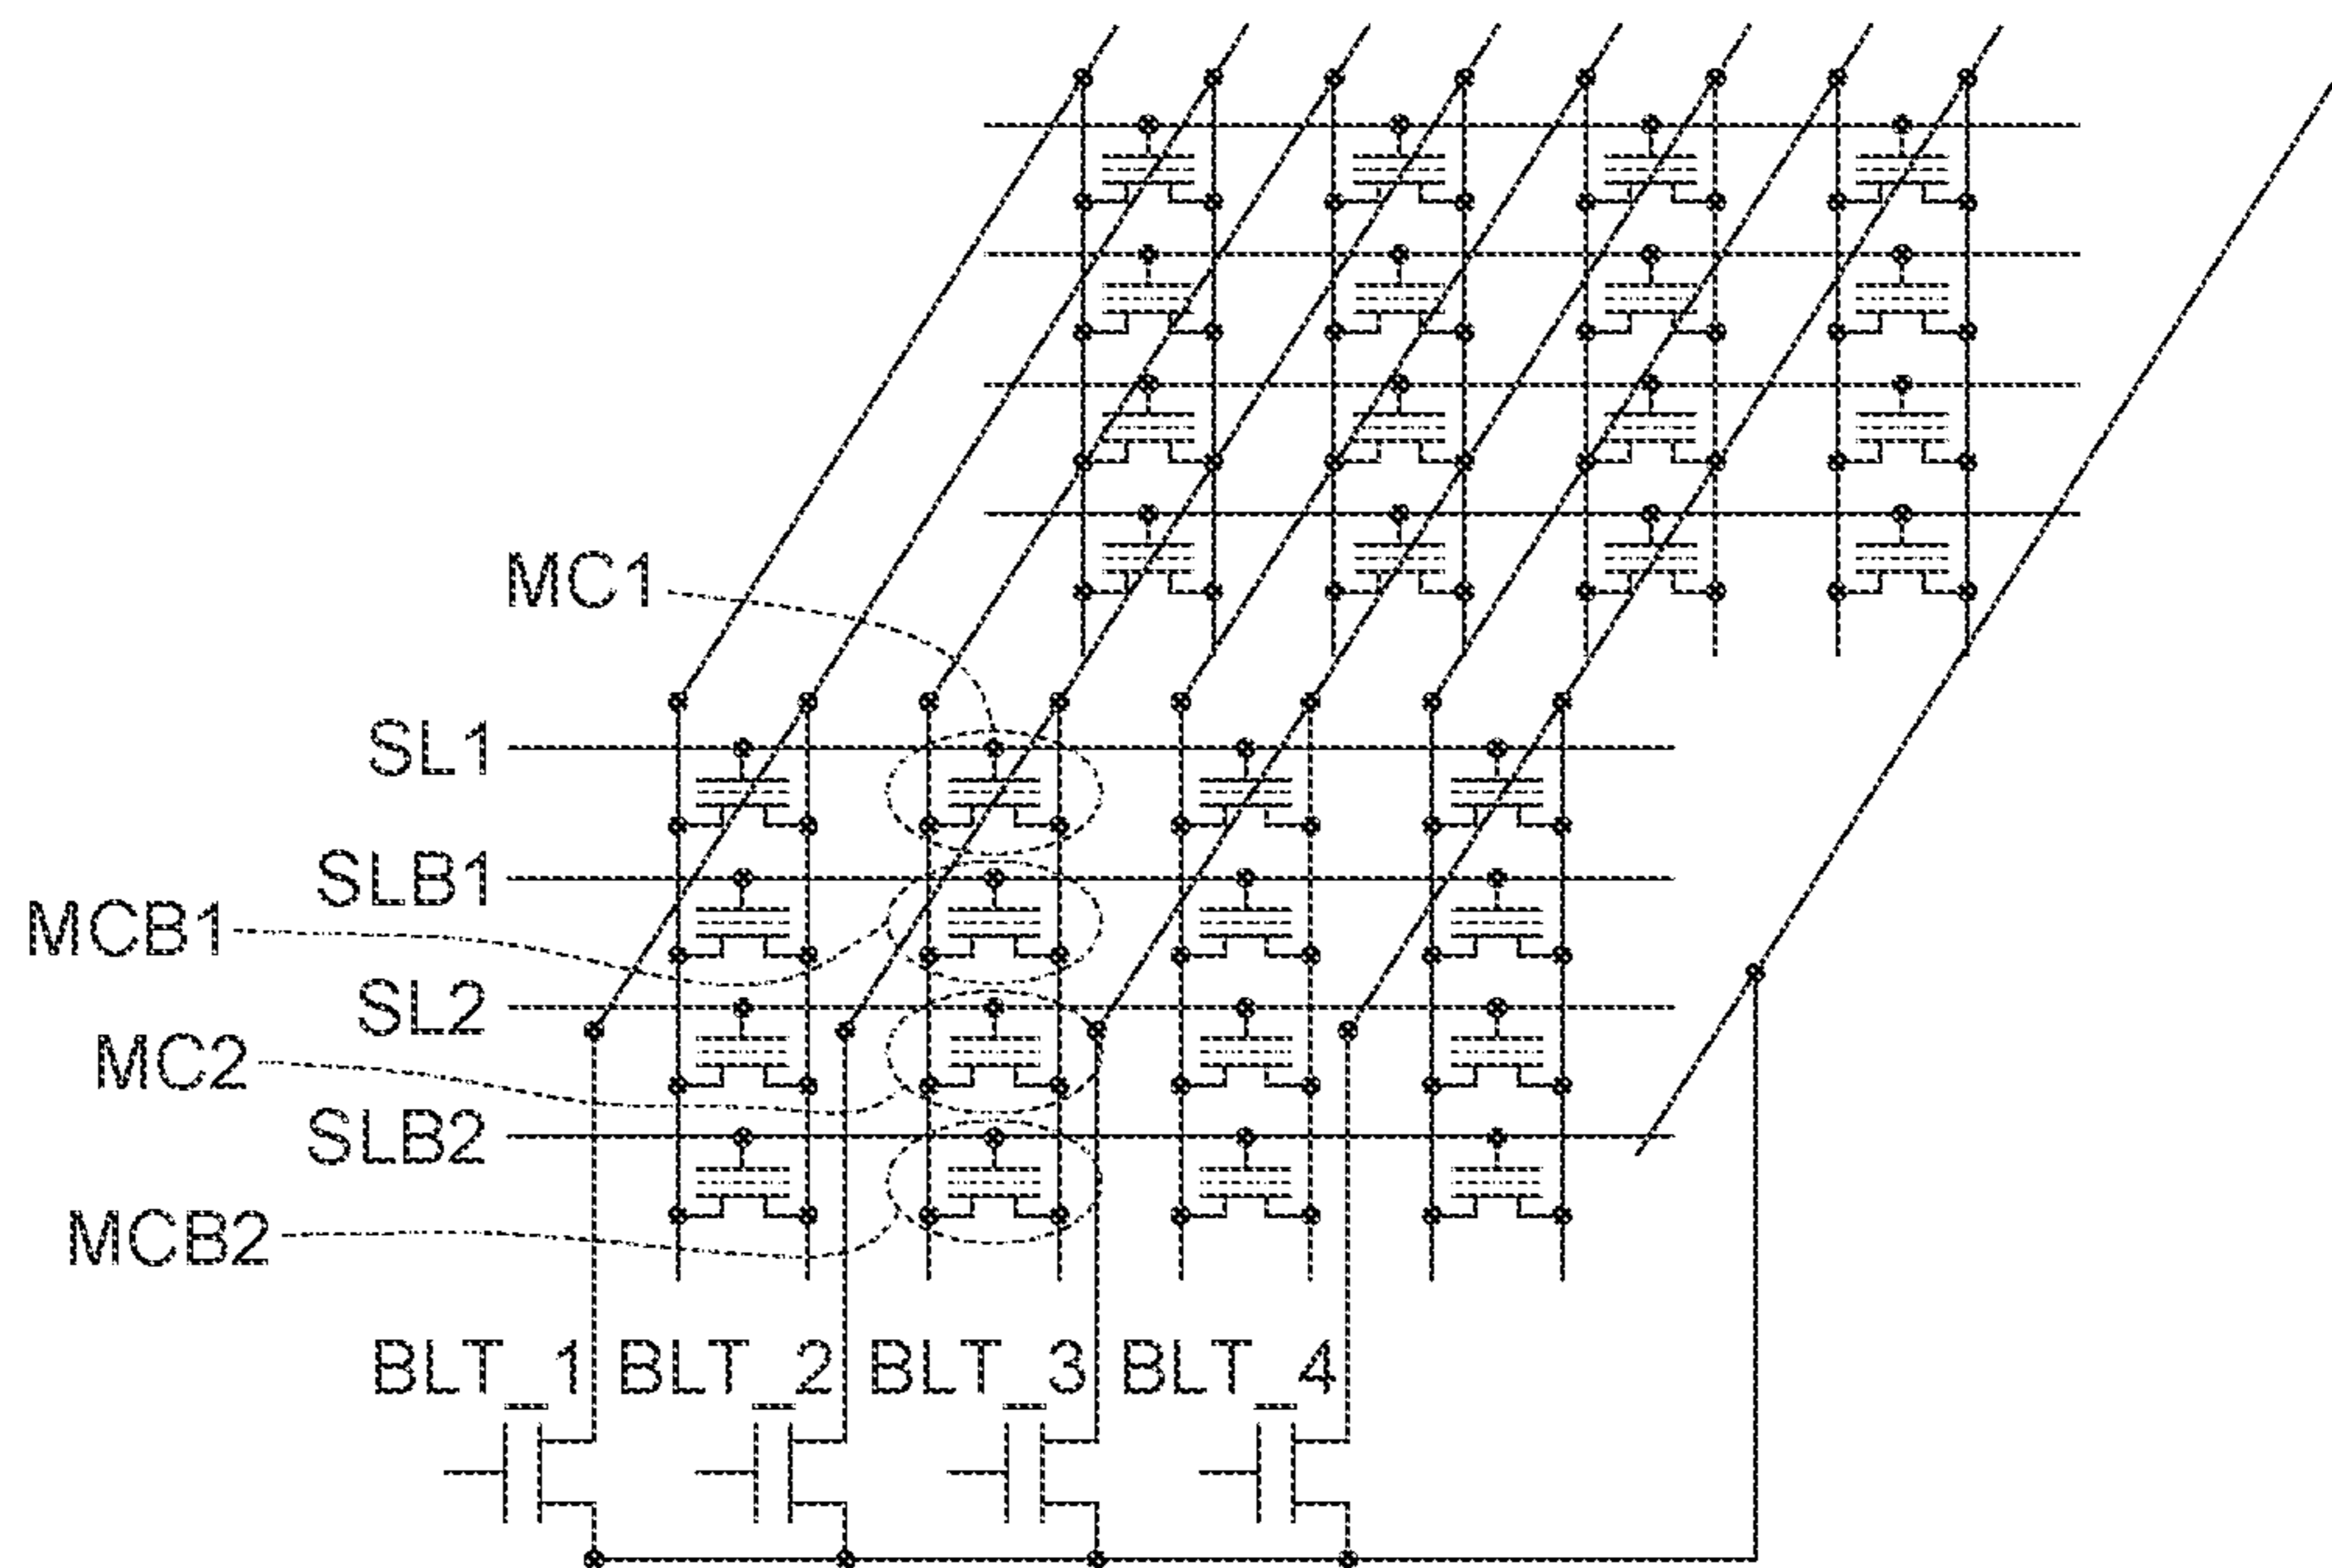 MC1
SL1
SLB1
MCB1
SL2
MC2
SLB2
MCB2
BLT_1 BLT_2 BLT_3 BLT_4